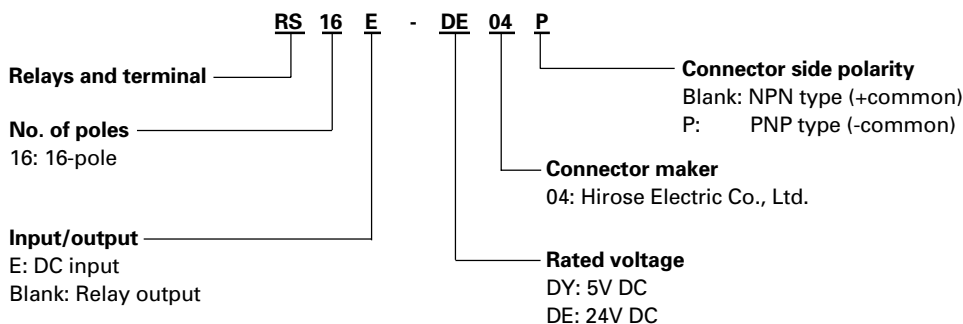 RS 16 E - DE 04 P
Relays and terminal
No. of poles
16: 16-pole
Input/output
E: DC input
Blank: Relay output
Connector side polarity
Blank: NPN type (+common)
P: PNP type (-common)
Connector maker
04: Hirose Electric Co., Ltd.
Rated voltage
DY: 5V DC
DE: 24V DC